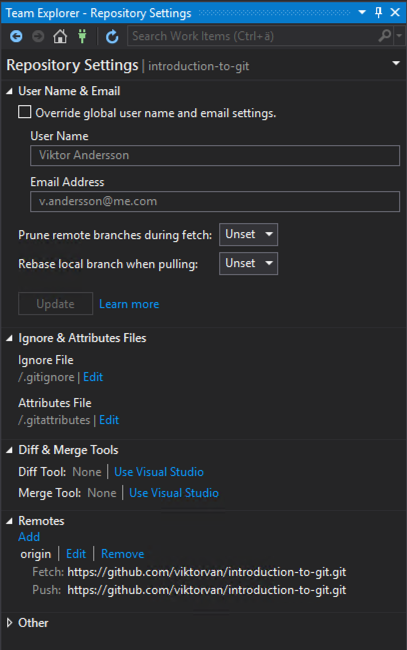 Team Explorer - Repository Settings
Search Work Items (Ctrl+ä)
Repository Settings | introduction-to-git
User Name & Email
Override global user name and email settings.
User Name
Viktor Andersson
Email Address
v.andersson@me.com
Prune remote branches during fetch: Unset
Rebase local branch when pulling: Unset
Update Learn more
Ignore & Attributes Files
Ignore File
/.gitignore | Edit
Attributes File
/.gitattributes | Edit
Diff & Merge Tools
Diff Tool: None | Use Visual Studio
Merge Tool: None | Use Visual Studio
Remotes
Add
origin | Edit | Remove
Fetch: https://github.com/viktorvan/introduction-to-git.git
Push: https://github.com/viktorvan/introduction-to-git.git
Other